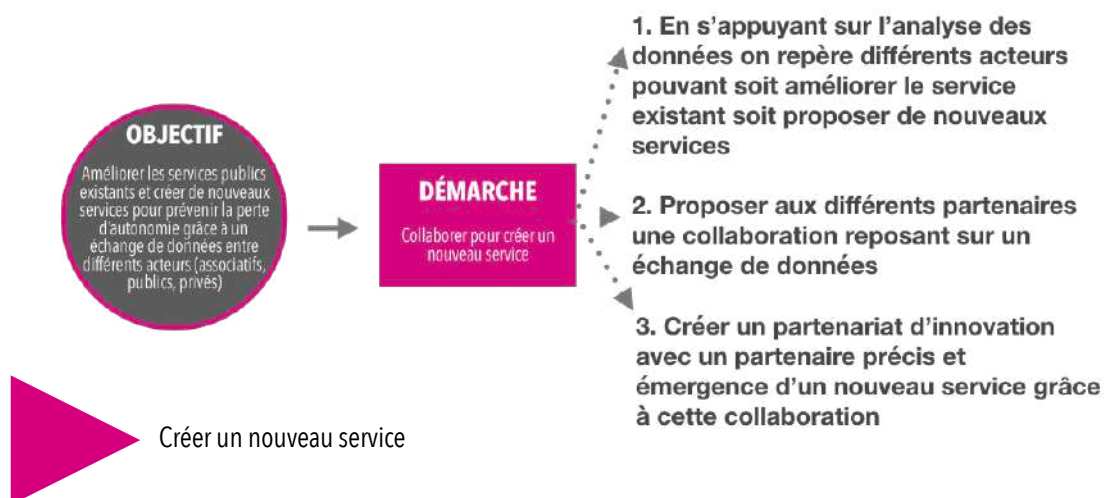 OBJECTIF
Améliorer les services publics
existants et créer de nouveaux
services pour prévenir la perte
d'autonomie grâce à un
échange de données entre
différents acteurs (associatifs,
publics, privés)
DÉMARCHE
Collaborer pour créer un
nouveau service
1. En s'appuyant sur l'analyse des
données on repère différents acteurs
pouvant soit améliorer le service
existant soit proposer de nouveaux
services
2. Proposer aux différents partenaires
une collaboration reposant sur un
échange de données
3. Créer un partenariat d'innovation
avec un partenaire précis et
émergence d'un nouveau service grâce
à cette collaboration
Créer un nouveau service